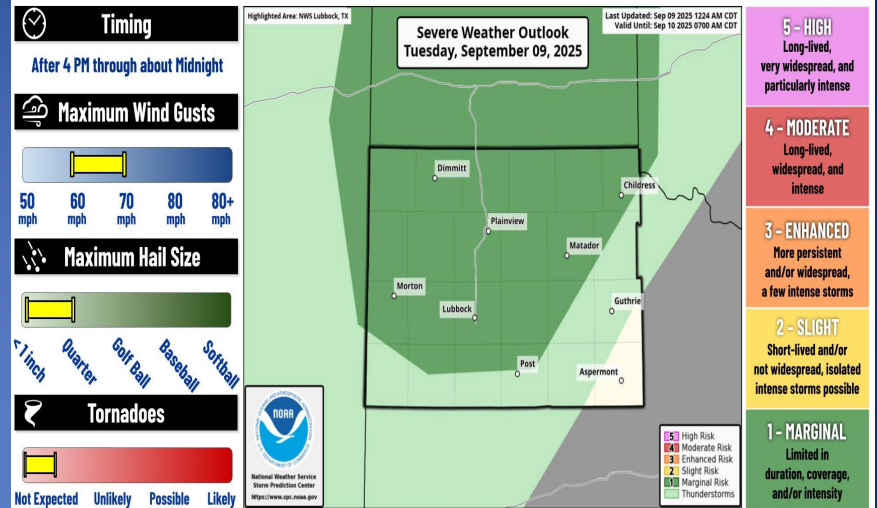 Timing
After 4 PM through about Midnight
Maximum Wind Gusts
50 mph
60 mph
70 mph
80 mph
80+ mph
Maximum Hail Size
< 1 inch
Quarter
Golf Ball
Baseball
Softball
Tornadoes
Not Expected
Unlikely
Possible
Likely
Highlighted Area: NWS Lubbock, TX
Severe Weather Outlook
Tuesday, September 09, 2025
Last Updated: Sep 09 2025 1224 AM CDT
Valid Until: Sep 10 2025 0700 AM CDT
Dimmitt
Childress
Plainview
Matador
Morton
Guthrie
Lubbock
Post
Aspermont
NOAA
National Weather Service
Storm Prediction Center
https://www.spc.noaa.gov
5 High Risk
4 Moderate Risk
3 Enhanced Risk
2 Slight Risk
1 Marginal Risk
Thunderstorms
5 - HIGH
Long-lived,
very widespread, and
particularly intense
4 - MODERATE
Long-lived,
widespread, and
intense
3 - ENHANCED
More persistent
and/or widespread,
a few intense storms
2 - SLIGHT
Short-lived and/or
not widespread, isolated
intense storms possible
1 - MARGINAL
Limited in
duration, coverage,
and/or intensity